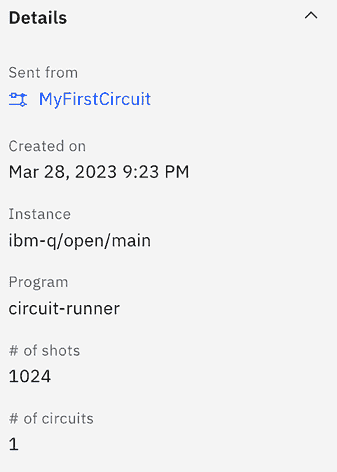 Details
Sent from
MyFirstCircuit
Created on
Mar 28, 2023 9:23 PM
Instance
ibm-q/open/main
Program
circuit-runner
# of shots
1024
# of circuits
1